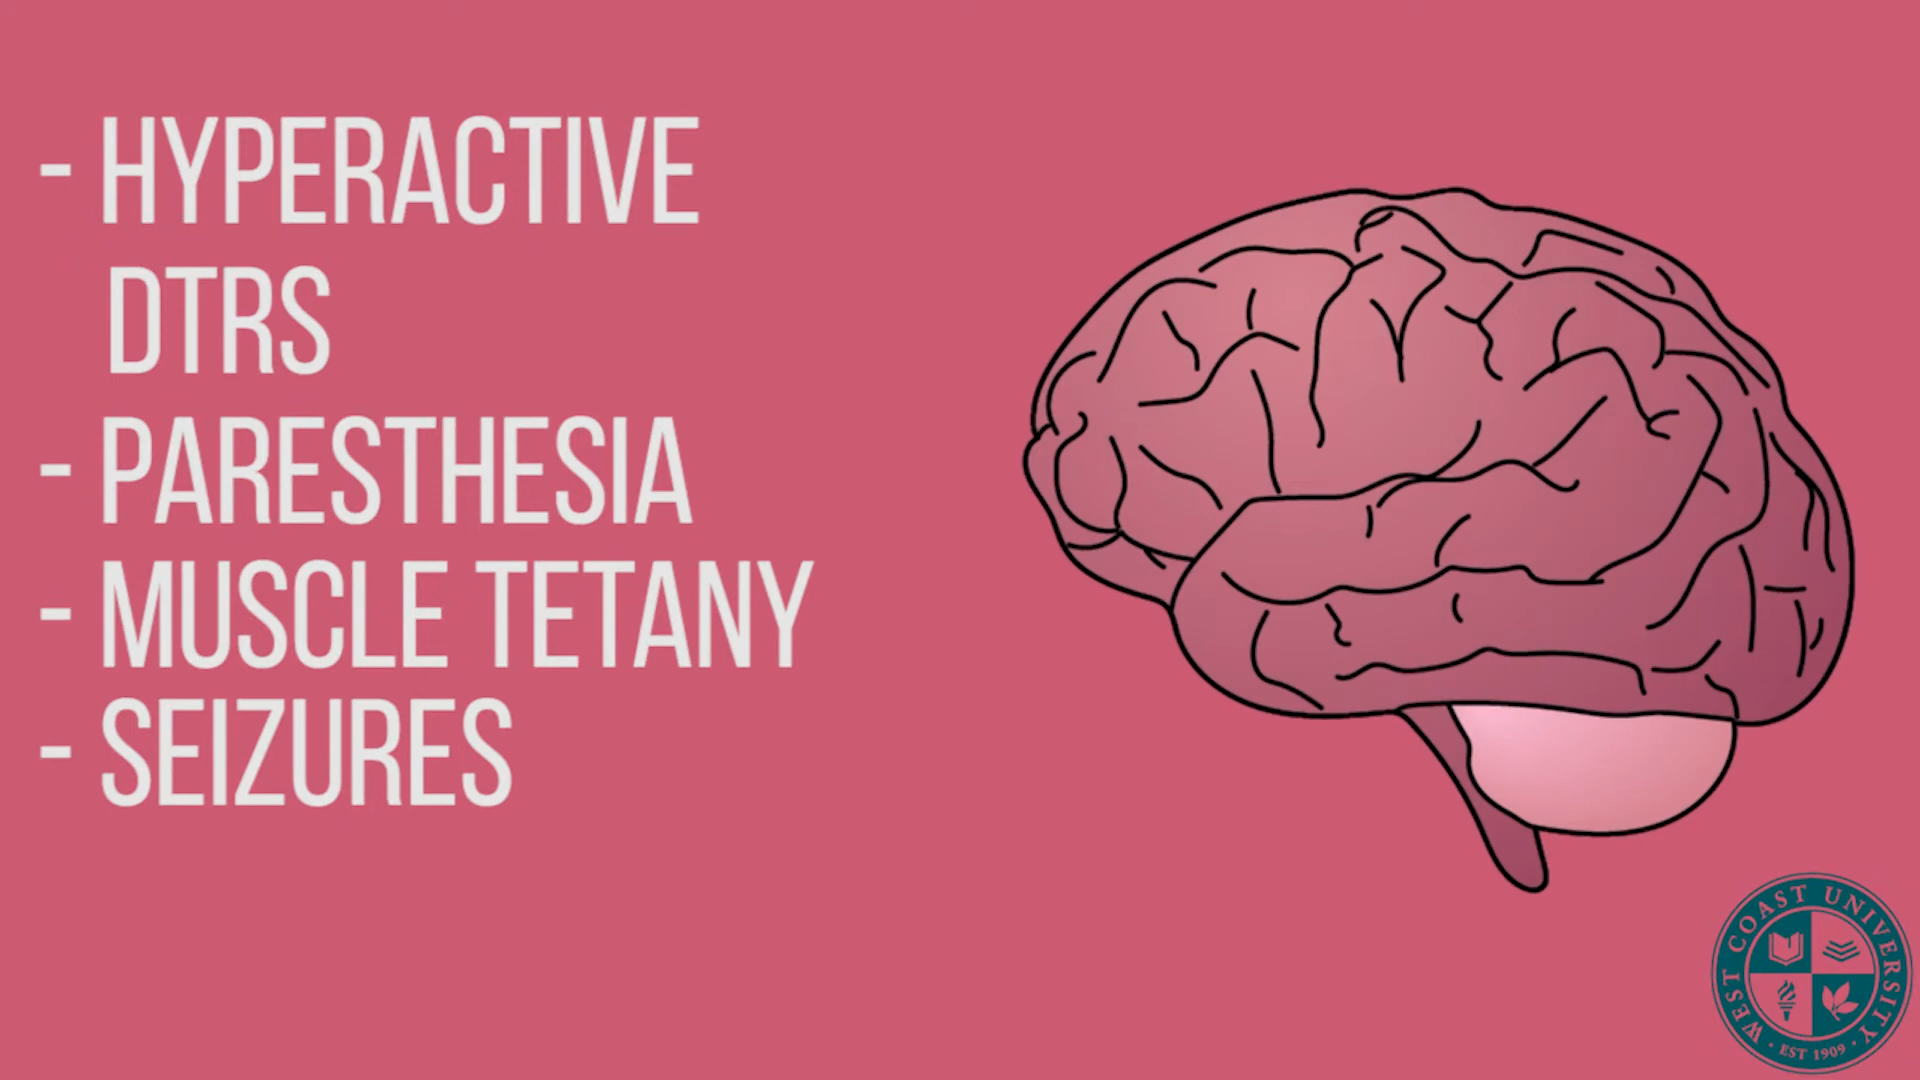 - HYPERACTIVE
DTRS
- PARESTHESIA
- MUSCLE TETANY
- SEIZURES
WEST COAST UNIVERSITY
· EST 1909 ·